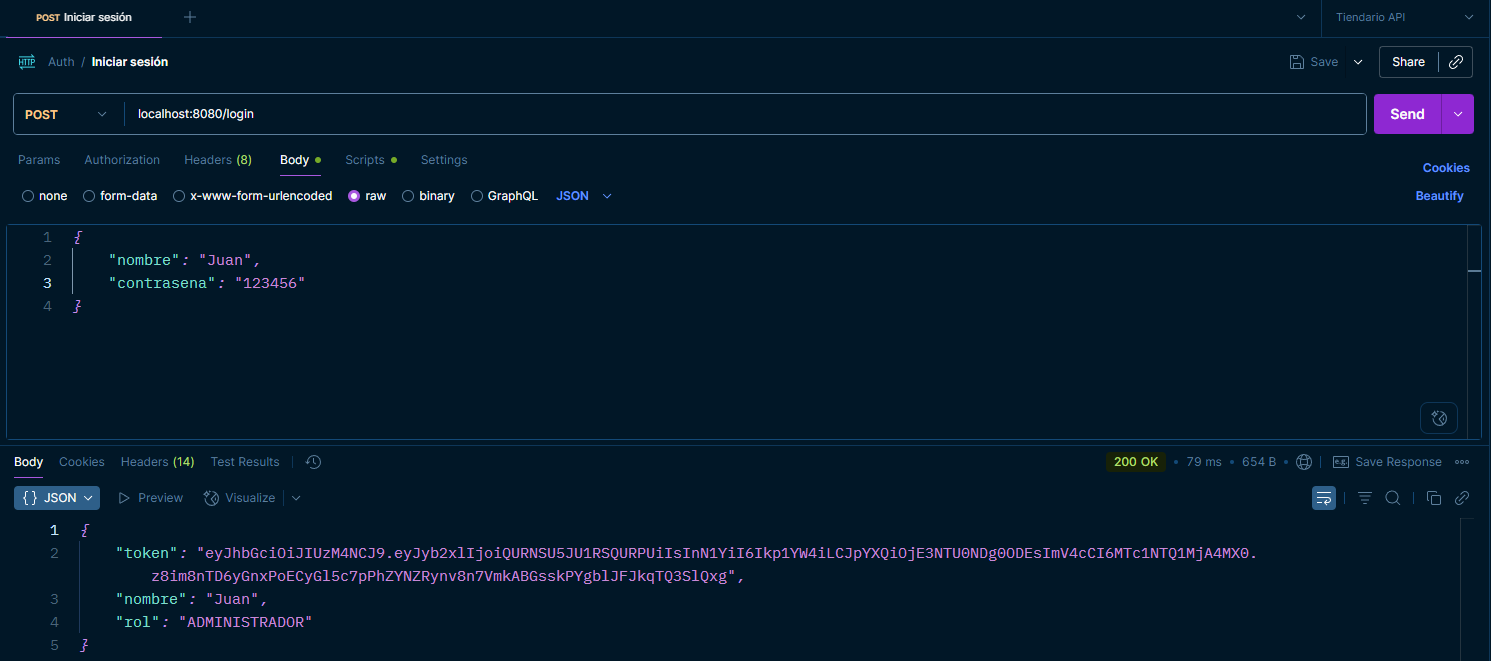 POST Iniciar sesión
Tiendario API
HTTP Auth / Iniciar sesión
Save
Share
POST localhost:8080/login
Send
Params Authorization Headers (8) Body Scripts Settings
Cookies
none form-data x-www-form-urlencoded raw binary GraphQL JSON
Beautify
1 {
2 "nombre": "Juan",
3 "contrasena": "123456"
4 }
Body Cookies Headers (14) Test Results
200 OK • 79 ms • 654 B •
e.g. Save Response
{} JSON Preview Visualize
1 {
2 "token": "eyJhbGciOiJIUzM4NCJ9.eyJyb2xlIjoiQURNSU5JU1RSQURPUiIsInN1YiI6Ikp1YW4iLCJpYXQiOjE3NTU0NDg0ODEsImV4cCI6MTc1NTQ1MjA4MX0.
z8im8nTD6yGnxPoECyGl5c7pPhZYNZRynv8n7VmkABGsskPYgblJFJkqTQ3SlQxg",
3 "nombre": "Juan",
4 "rol": "ADMINISTRADOR"
5 }